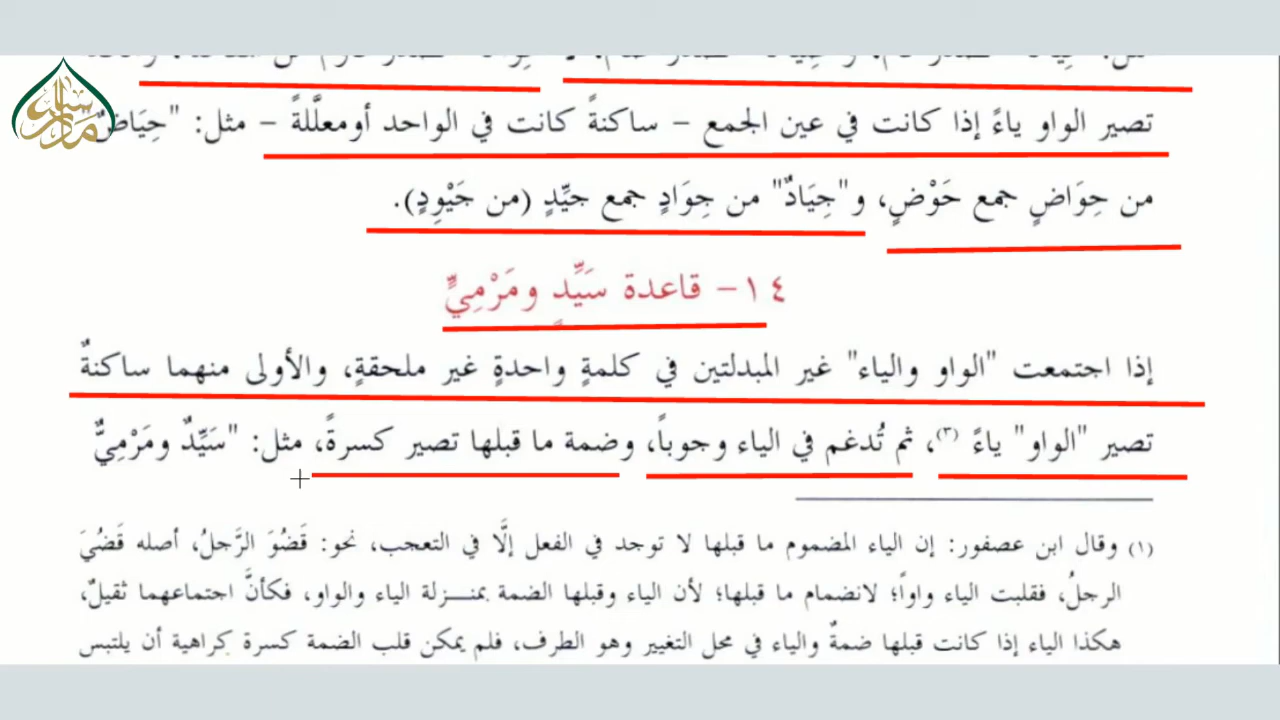 تصير الواو ياءً إذا كانت في عين الجمع – ساكنةً كانت في الواحد أومعلَّلةً – مثل: "حِيَاضٌ"
من حِوَاضٍ جمع حَوْضٍ، و"جِيَادٌ" من جِوَادٍ جمع جيِّدٍ (من جَيْوِدٍ).
١٤- قاعدة سَيِّدٍ ومَرْمِيٍّ
إذا اجتمعت "الواو والياء" غير المبدلتين في كلمةٍ واحدةٍ غير ملحقةٍ، والأولى منهما ساكنةٌ
تصير "الواو" ياءً (٣)، ثم تُدغم في الياء وجوباً، وضمة ما قبلها تصير كسرةً، مثل: "سَيِّدٌ ومَرْمِيٌّ
(١) وقال ابن عصفور: إن الياء المضموم ما قبلها لا توجد في الفعل إلَّا في التعجب، نحو: قَضُوَ الرَّجلُ، أصله قَضُيَ
الرجلُ، فقلبت الياء واواً؛ لانضمام ما قبلها؛ لأن الياء وقبلها الضمة بمنـزلة الياء والواو، فكأنَّ اجتماعهما ثقيلٌ،
هكذا الياء إذا كانت قبلها ضمةٌ والياء في محل التغيير وهو الطرف، فلم يمكن قلب الضمة كسرة كراهية أن يلتبس